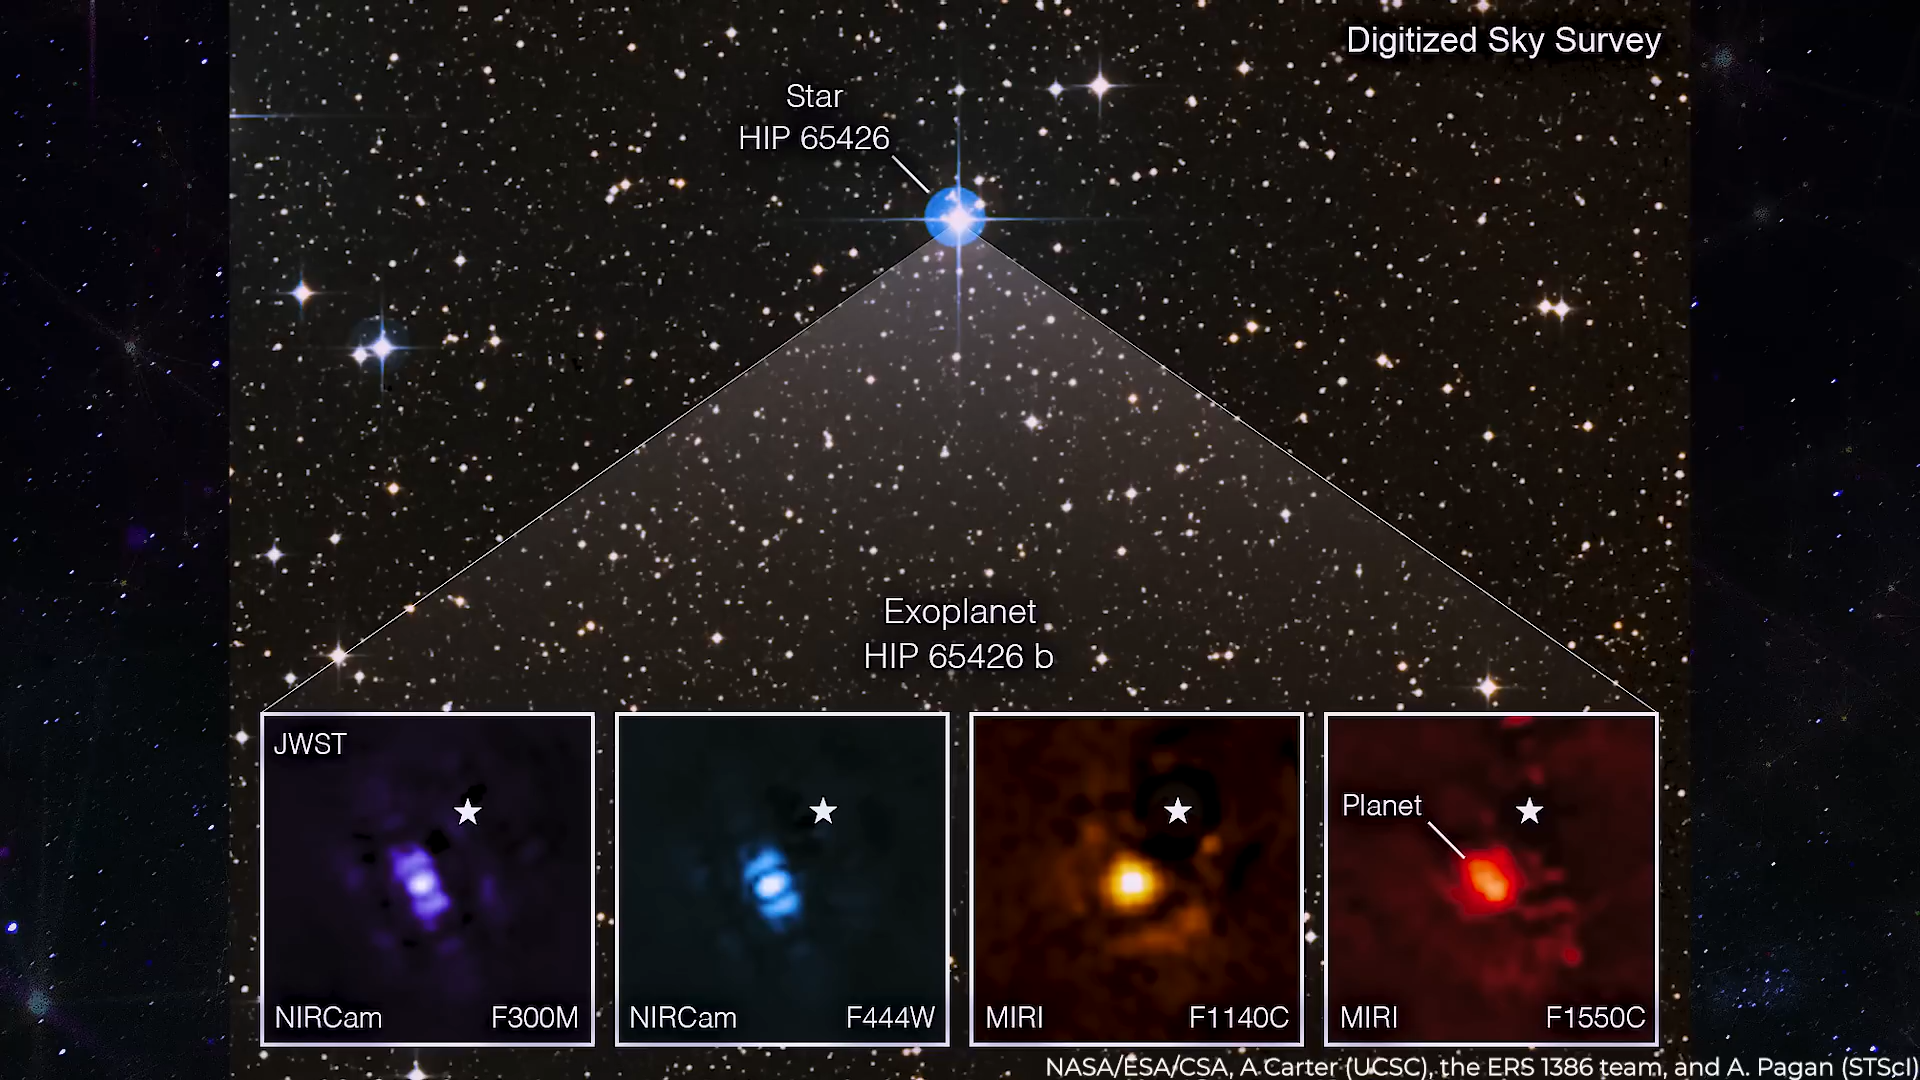 Digitized Sky Survey
Star
HIP 65426
Exoplanet
HIP 65426 b
JWST
NIRCam
F300M
NIRCam
F444W
MIRI
F1140C
Planet
MIRI
F1550C
NASA/ESA/CSA, A Carter (UCSC), the ERS 1386 team, and A. Pagan (STScI)